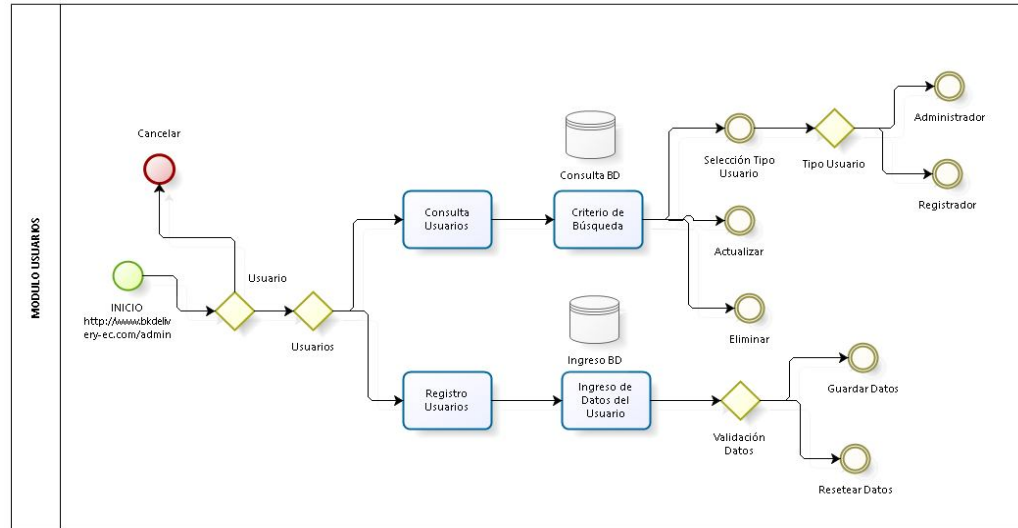 MODULO USUARIOS
Cancelar
INICIO
http://www.bkdeliv
ery-ec.com/admin
Usuario
Usuarios
Consulta
Usuarios
Consulta BD
Criterio de
Búsqueda
Selección Tipo
Usuario
Tipo Usuario
Administrador
Registrador
Actualizar
Eliminar
Registro
Usuarios
Ingreso BD
Ingreso de
Datos del
Usuario
Validación
Datos
Guardar Datos
Resetear Datos